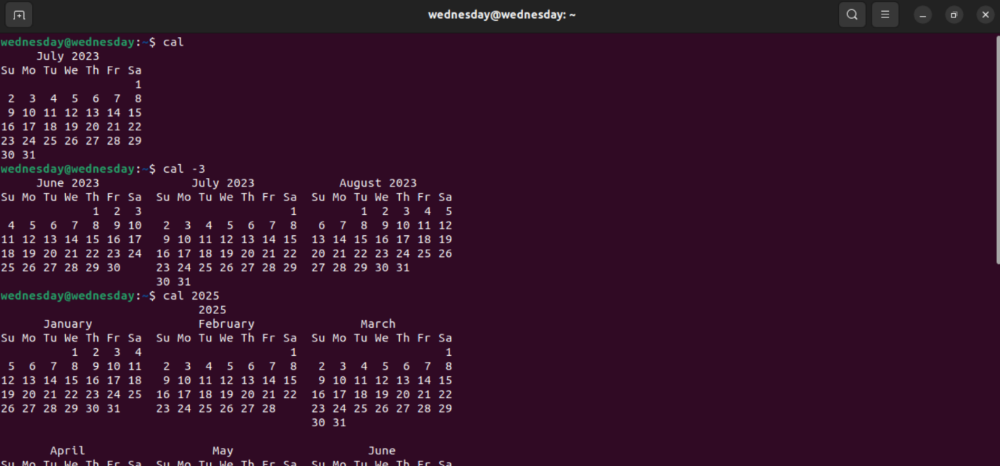 wednesday@wednesday: ~
wednesday@wednesday:~$ cal
     July 2023
Su Mo Tu We Th Fr Sa
                   1
 2  3  4  5  6  7  8
 9 10 11 12 13 14 15
16 17 18 19 20 21 22
23 24 25 26 27 28 29
30 31
wednesday@wednesday:~$ cal -3
     June 2023             July 2023            August 2023
Su Mo Tu We Th Fr Sa  Su Mo Tu We Th Fr Sa  Su Mo Tu We Th Fr Sa
             1  2  3                     1         1  2  3  4  5
 4  5  6  7  8  9 10   2  3  4  5  6  7  8   6  7  8  9 10 11 12
11 12 13 14 15 16 17   9 10 11 12 13 14 15  13 14 15 16 17 18 19
18 19 20 21 22 23 24  16 17 18 19 20 21 22  20 21 22 23 24 25 26
25 26 27 28 29 30     23 24 25 26 27 28 29  27 28 29 30 31
                      30 31
wednesday@wednesday:~$ cal 2025
                            2025
      January               February               March
Su Mo Tu We Th Fr Sa  Su Mo Tu We Th Fr Sa  Su Mo Tu We Th Fr Sa
          1  2  3  4                     1                     1
 5  6  7  8  9 10 11   2  3  4  5  6  7  8   2  3  4  5  6  7  8
12 13 14 15 16 17 18   9 10 11 12 13 14 15   9 10 11 12 13 14 15
19 20 21 22 23 24 25  16 17 18 19 20 21 22  16 17 18 19 20 21 22
26 27 28 29 30 31     23 24 25 26 27 28     23 24 25 26 27 28 29
                                            30 31
       April                  May                   June
Su Mo Tu We Th Fr Sa  Su Mo Tu We Th Fr Sa  Su Mo Tu We Th Fr Sa